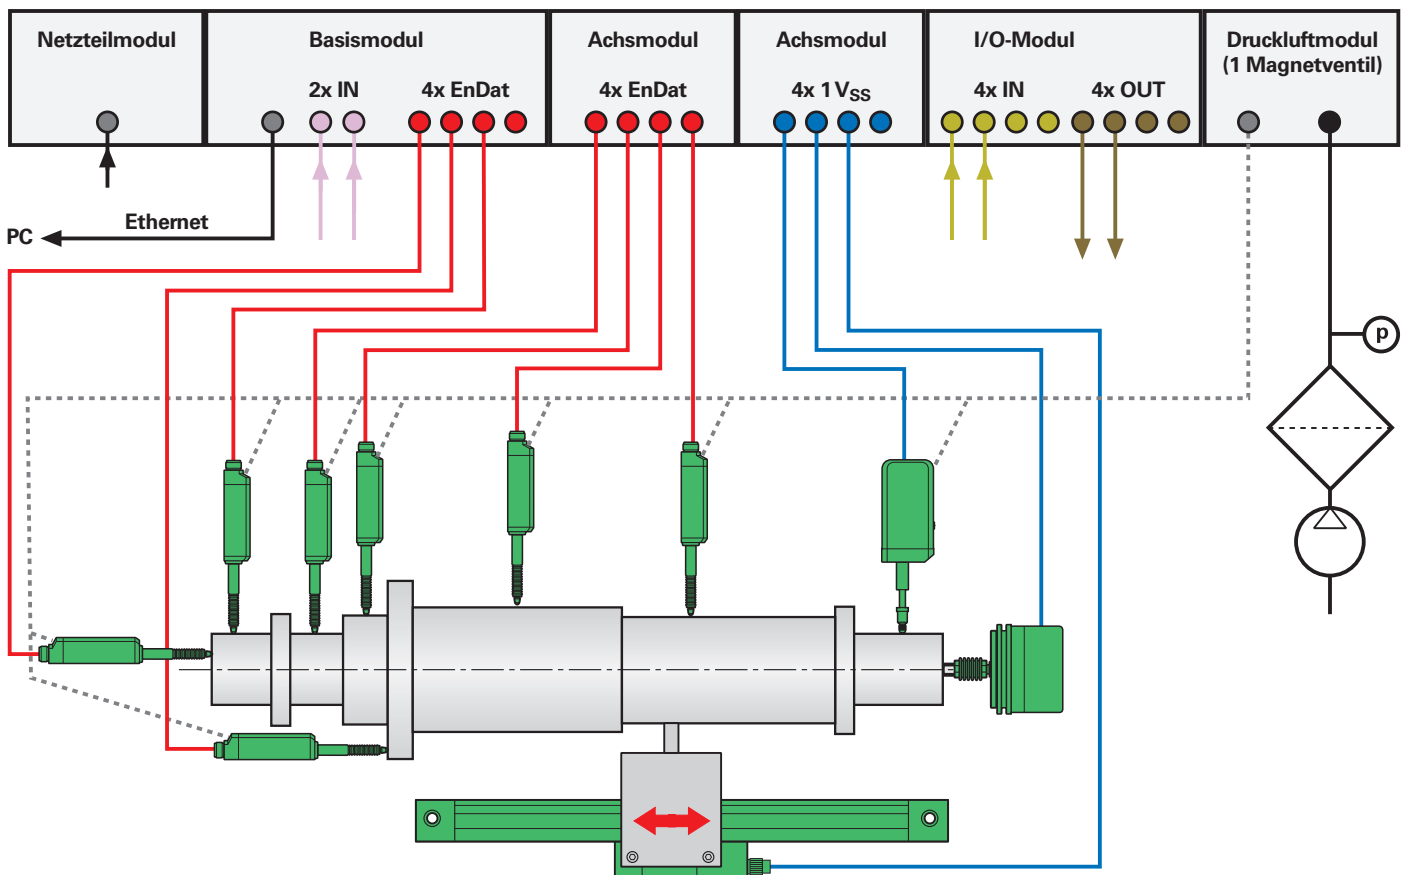 Netzteilmodul
Basismodul
Achsmodul
Achsmodul
I/O-Modul
Druckluftmodul
(1 Magnetventil)
2x IN
4x EnDat
4x EnDat
4x 1 VSS
4x IN
4x OUT
Ethernet
PC
p